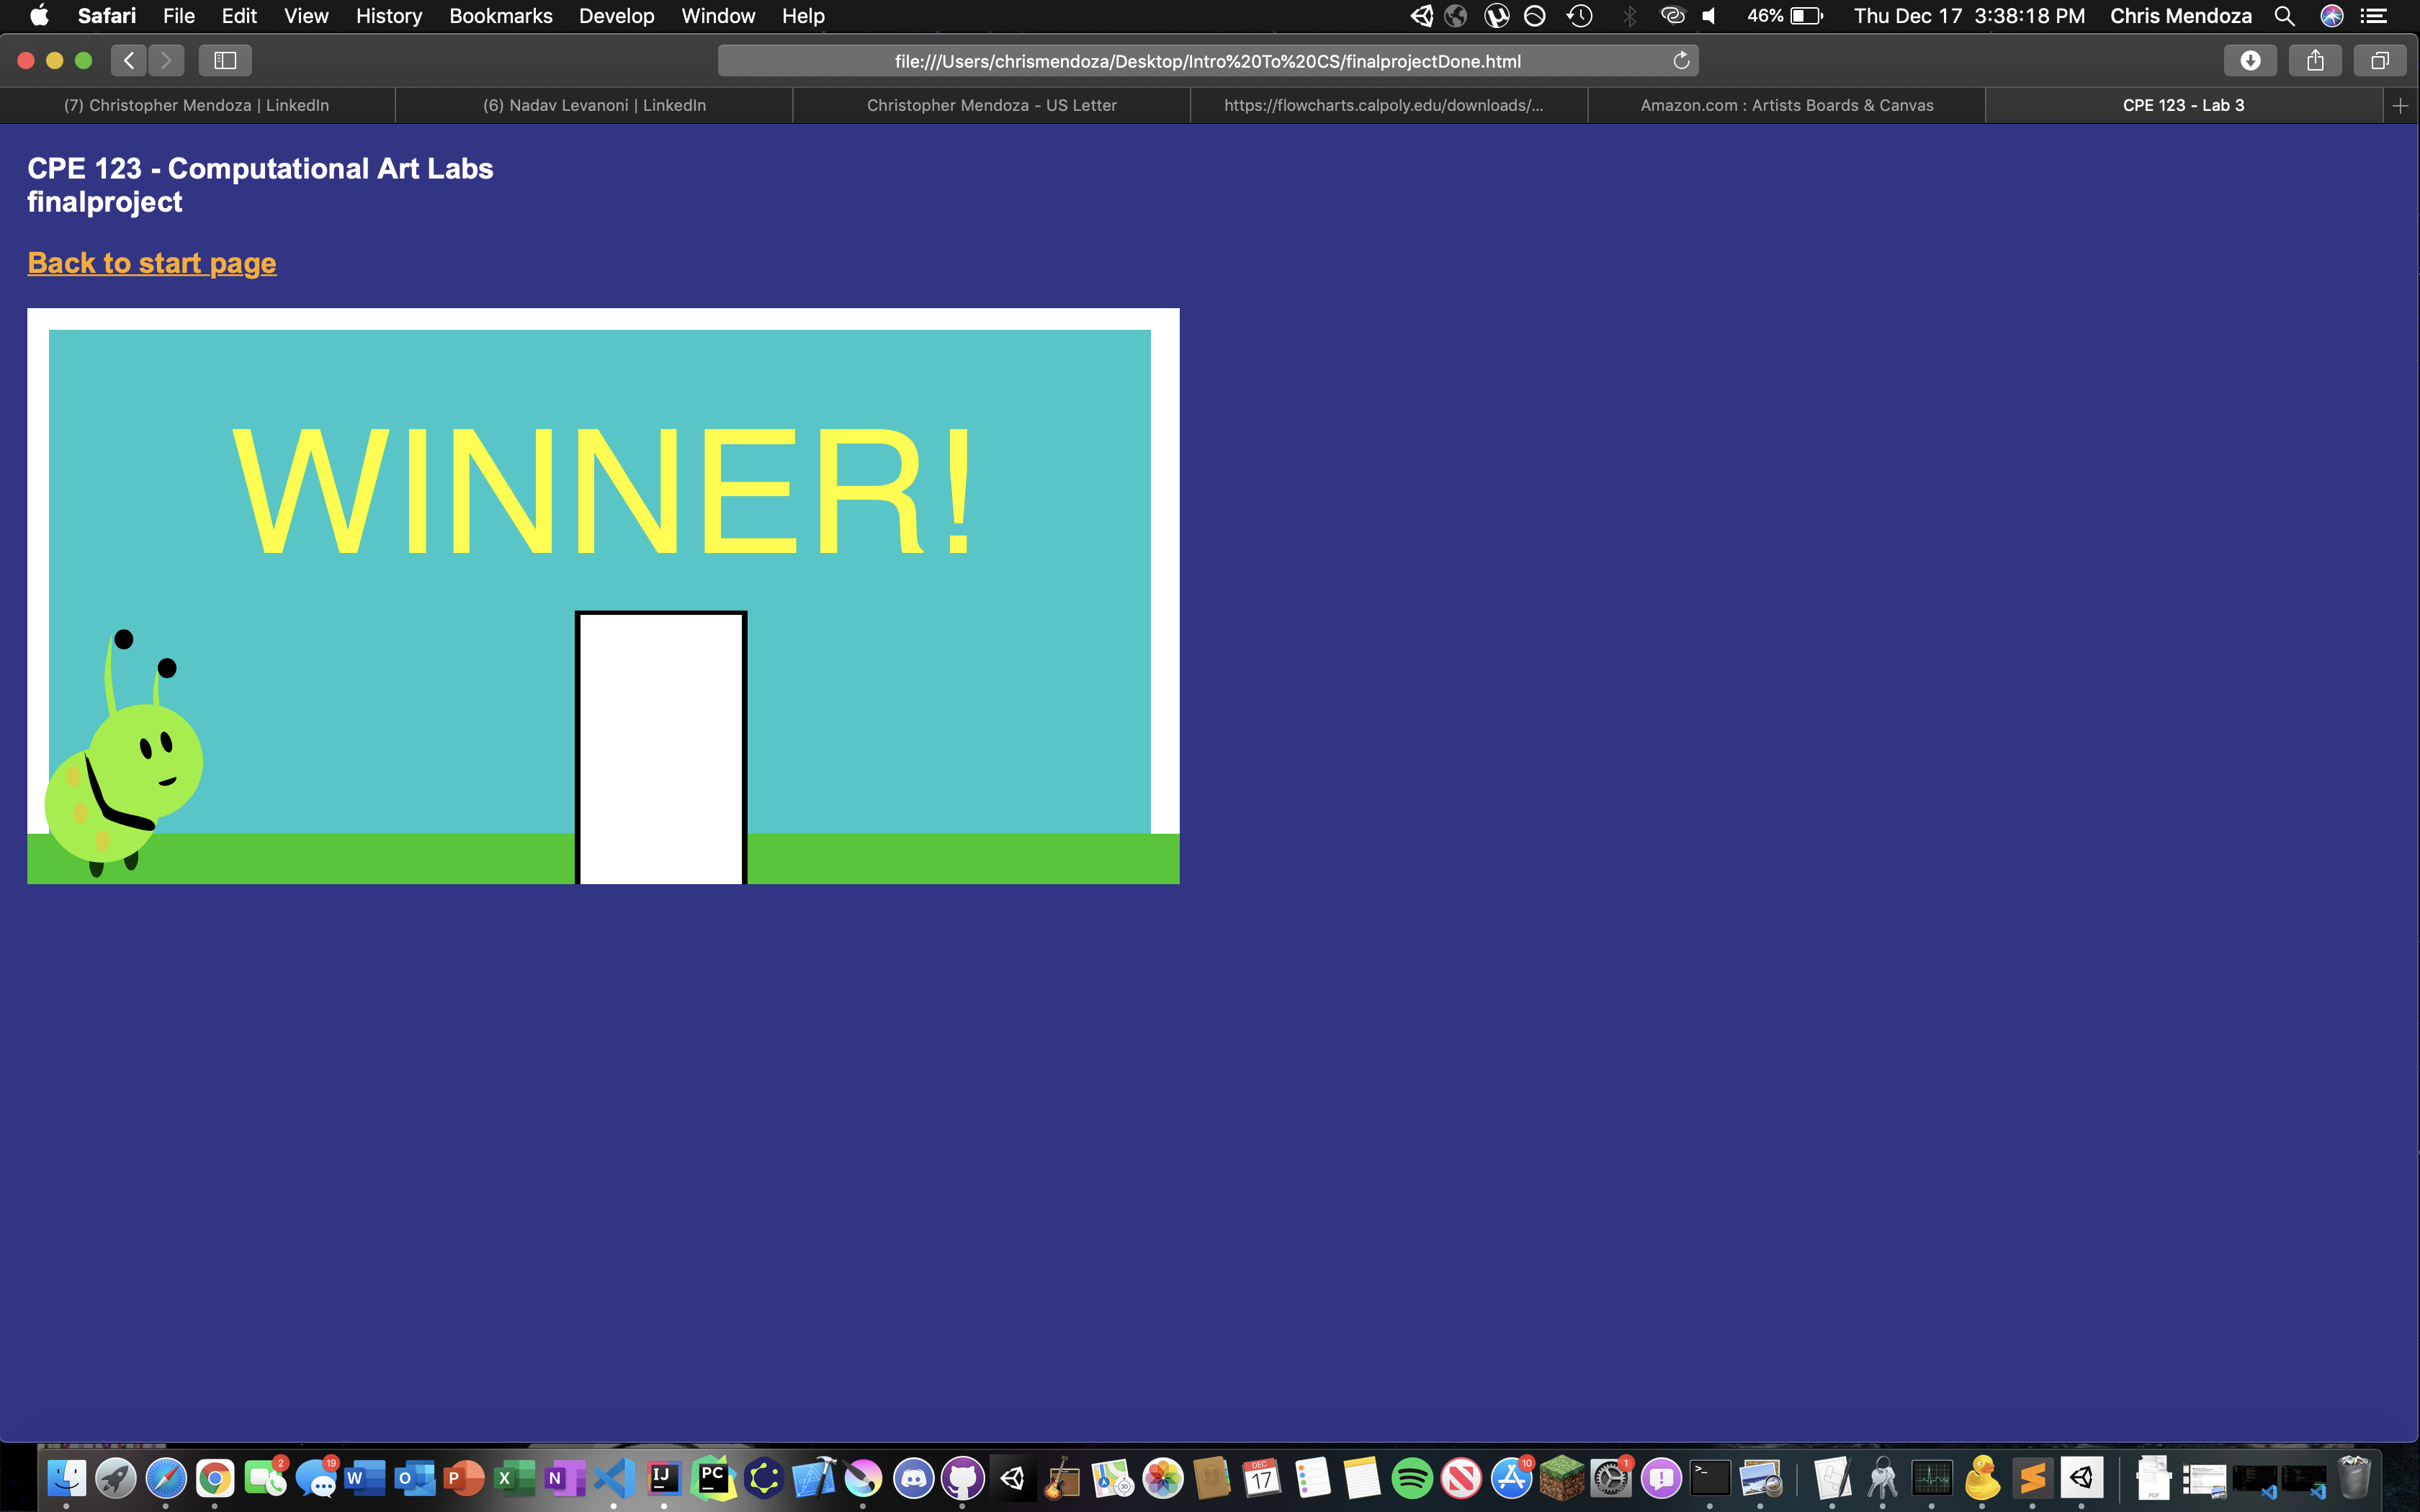 Safari File Edit View History Bookmarks Develop Window Help 46% Thu Dec 17 3:38:18 PM Chris Mendoza
file:///Users/chrismendoza/Desktop/Intro%20To%20CS/finalprojectDone.html
(7) Christopher Mendoza | LinkedIn (6) Nadav Levanoni | LinkedIn Christopher Mendoza - US Letter https://flowcharts.calpoly.edu/downloads/... Amazon.com : Artists Boards & Canvas CPE 123 - Lab 3
CPE 123 - Computational Art Labs
finalproject
Back to start page
WINNER!
2 19 W O P X N IJ PC DEC 17 10 1 >_ PDF